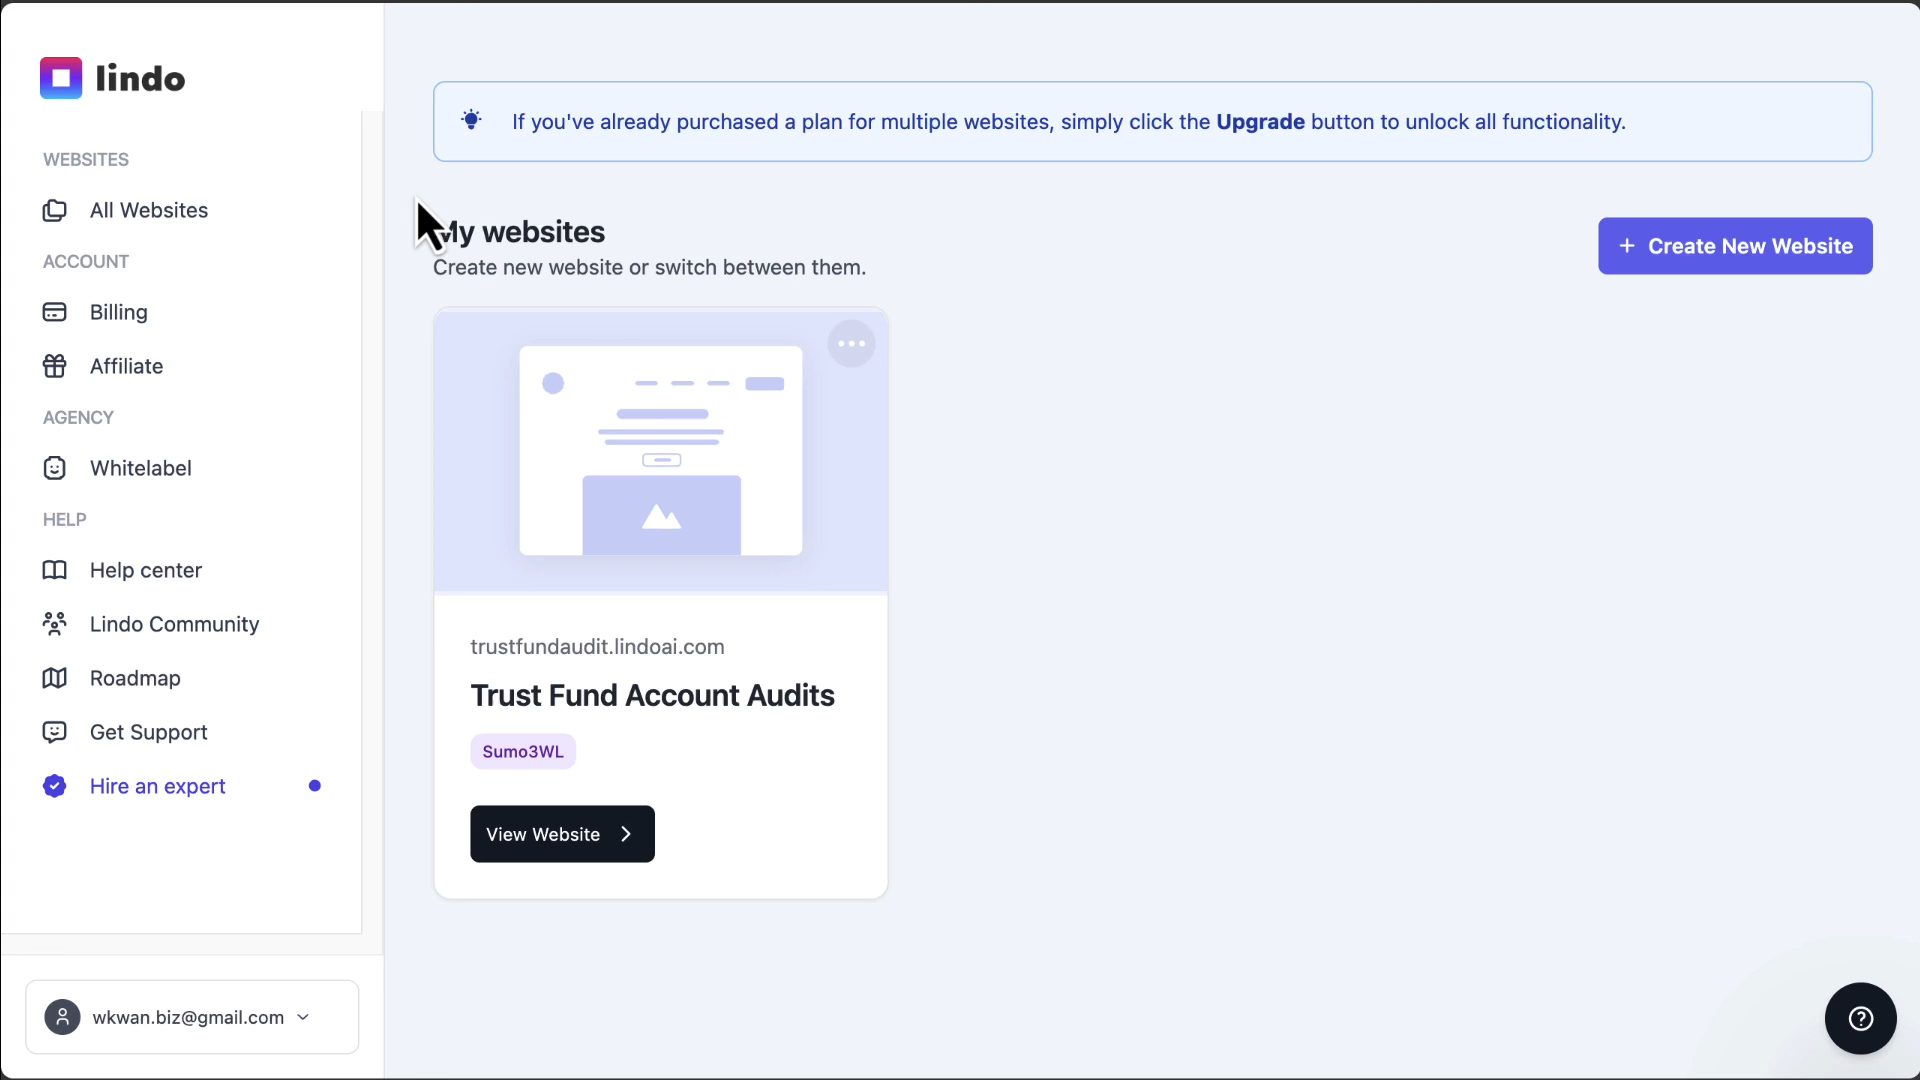 lindo
WEBSITES
All Websites
ACCOUNT
Billing
Affiliate
AGENCY
Whitelabel
HELP
Help center
Lindo Community
Roadmap
Get Support
Hire an expert
wkwan.biz@gmail.com
If you've already purchased a plan for multiple websites, simply click the Upgrade button to unlock all functionality.
My websites
Create new website or switch between them.
+ Create New Website
trustfundaudit.lindoai.com
Trust Fund Account Audits
Sumo3WL
View Website